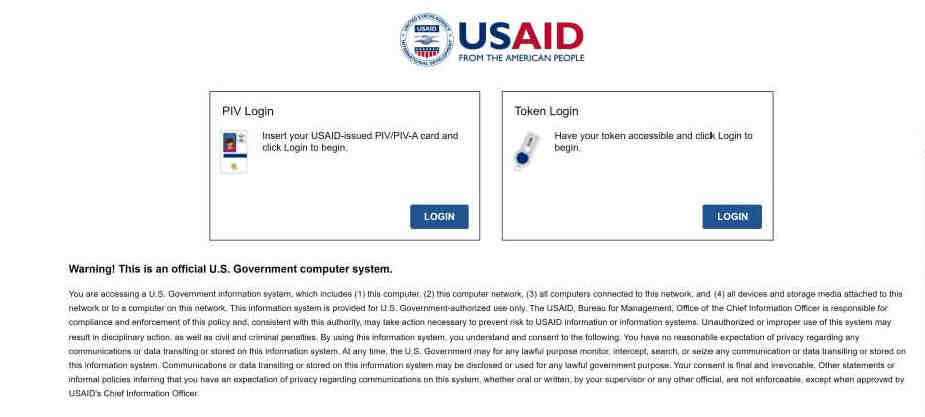 USAID
FROM THE AMERICAN PEOPLE
PIV Login
Insert your USAID-issued PIV/PIV-A card and
click Login to begin.
LOGIN
Token Login
Have your token accessible and click Login to
begin.
LOGIN
Warning! This is an official U.S. Government computer system.
You are accessing a U.S. Government information system, which includes (1) this computer, (2) this computer network, (3) all computers connected to this network, and (4) all devices and storage media attached to this
network or to a computer on this network. This information system is provided for U.S. Government-authorized use only. The USAID, Bureau for Management, Office of the Chief Information Officer is responsible for
compliance and enforcement of this policy and, consistent with this authority, may take action necessary to prevent risk to USAID information or information systems. Unauthorized or improper use of this system may
result in disciplinary action, as well as civil and criminal penalties. By using this information system, you understand and consent to the following: You have no reasonable expectation of privacy regarding any
communications or data transiting or stored on this information system. At any time, the U.S. Government may for any lawful purpose monitor, intercept, search, or seize any communication or data transiting or stored on
this information system. Communications or data transiting or stored on this information system may be disclosed or used for any lawful government purpose. Your consent is final and irrevocable. Other statements or
informal policies inferring that you have an expectation of privacy regarding communications on this system, whether oral or written, by your supervisor or any other official, are not enforceable, except when approved by
USAID's Chief Information Officer.